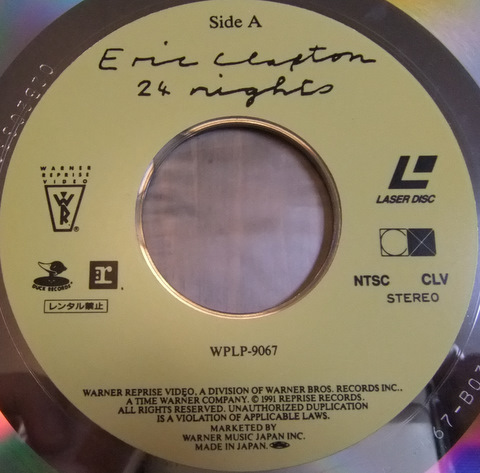 Side A
Eric Clapton
24 nights
WARNER
REPRISE
VIDEO
WR
®
LASER DISC
DUCK RECORDS
r
NTSC CLV
STEREO
レンタル禁止
WPLP-9067
WARNER REPRISE VIDEO, A DIVISION OF WARNER BROS. RECORDS INC.,
A TIME WARNER COMPANY. © 1991 REPRISE RECORDS.
ALL RIGHTS RESERVED. UNAUTHORIZED DUPLICATION
IS A VIOLATION OF APPLICABLE LAWS.
MARKETED BY
WARNER MUSIC JAPAN INC.
MADE IN JAPAN.